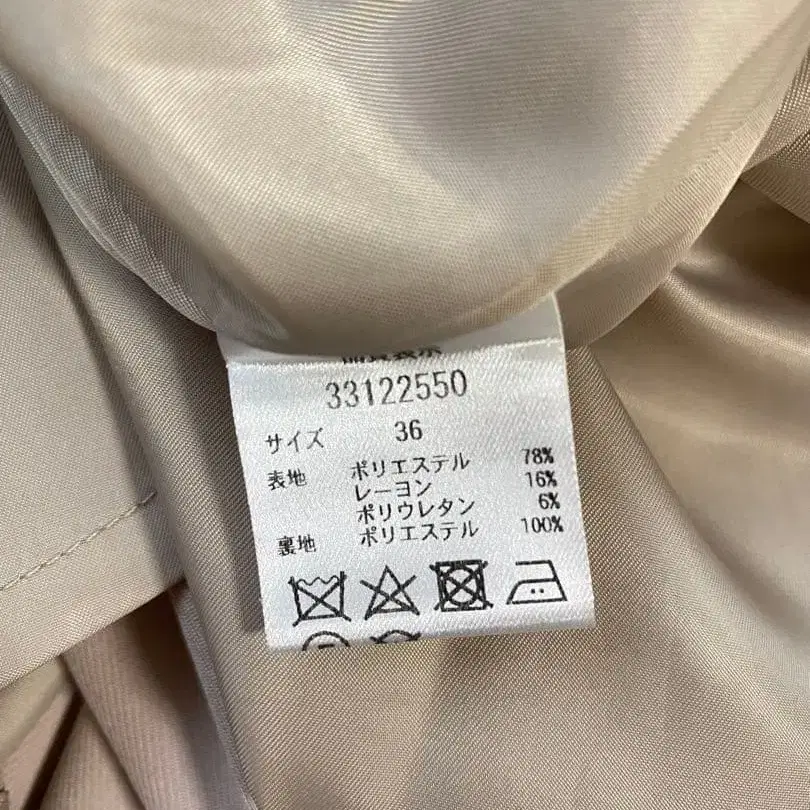 33122550
サイズ 36
表地 ポリエステル 78%
レーヨン 16%
ポリウレタン 6%
裏地 ポリエステル 100%